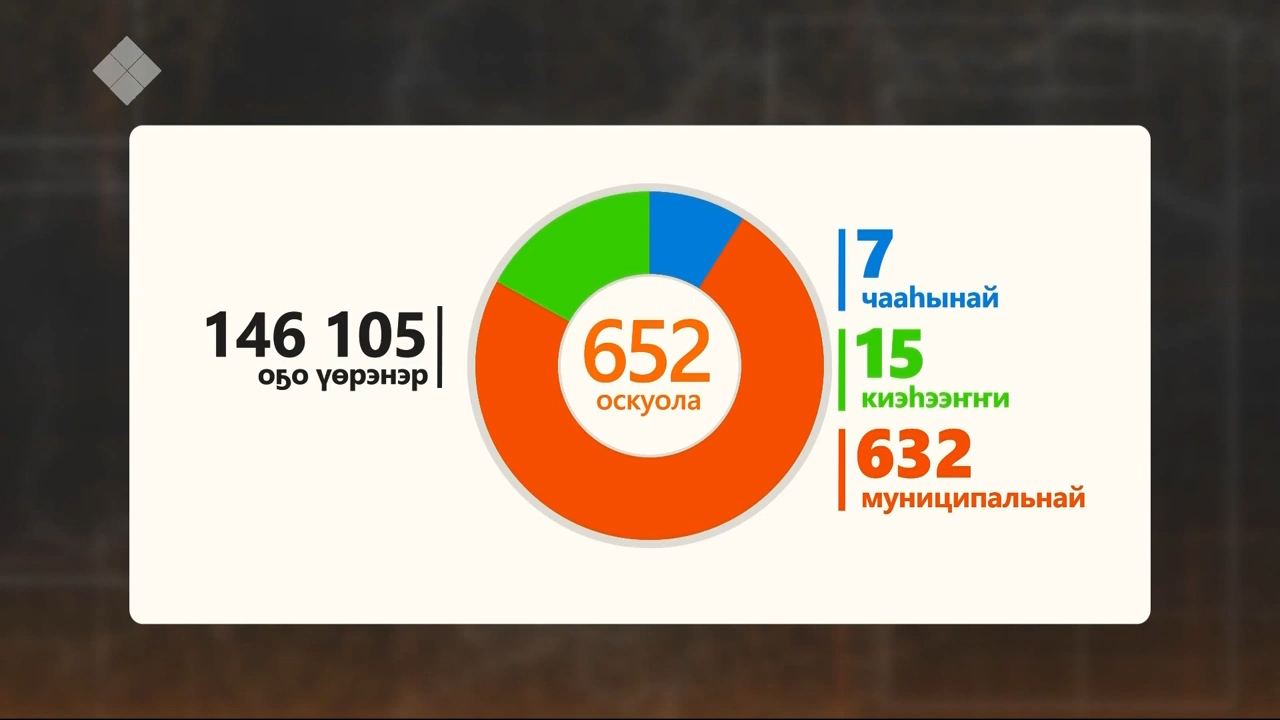 146 105
оҕо үөрэнэр
652
оскуола
7
чааһынай
15
киэһээҥҥи
632
муниципальнай